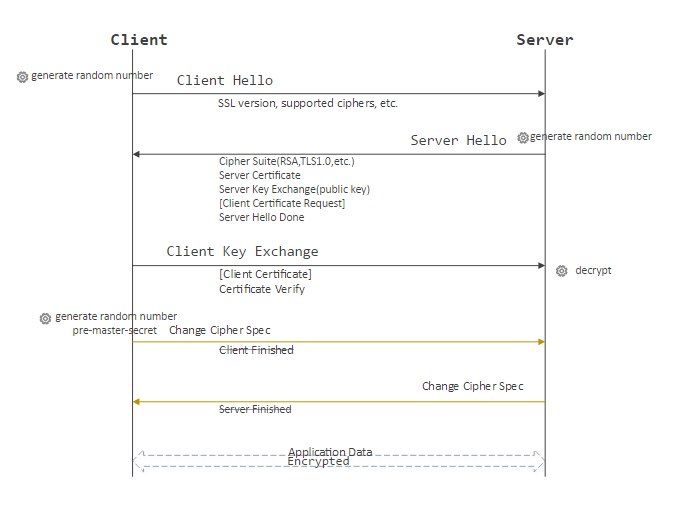 Client
Server
generate random number
Client Hello
SSL version, supported ciphers, etc.
generate random number
Server Hello
Cipher Suite(RSA,TLS1.0,etc.)
Server Certificate
Server Key Exchange(public key)
[Client Certificate Request]
Server Hello Done
Client Key Exchange
[Client Certificate]
Certificate Verify
decrypt
generate random number
pre-master-secret
Change Cipher Spec
Client Finished
Change Cipher Spec
Server Finished
Application Data
Encrypted